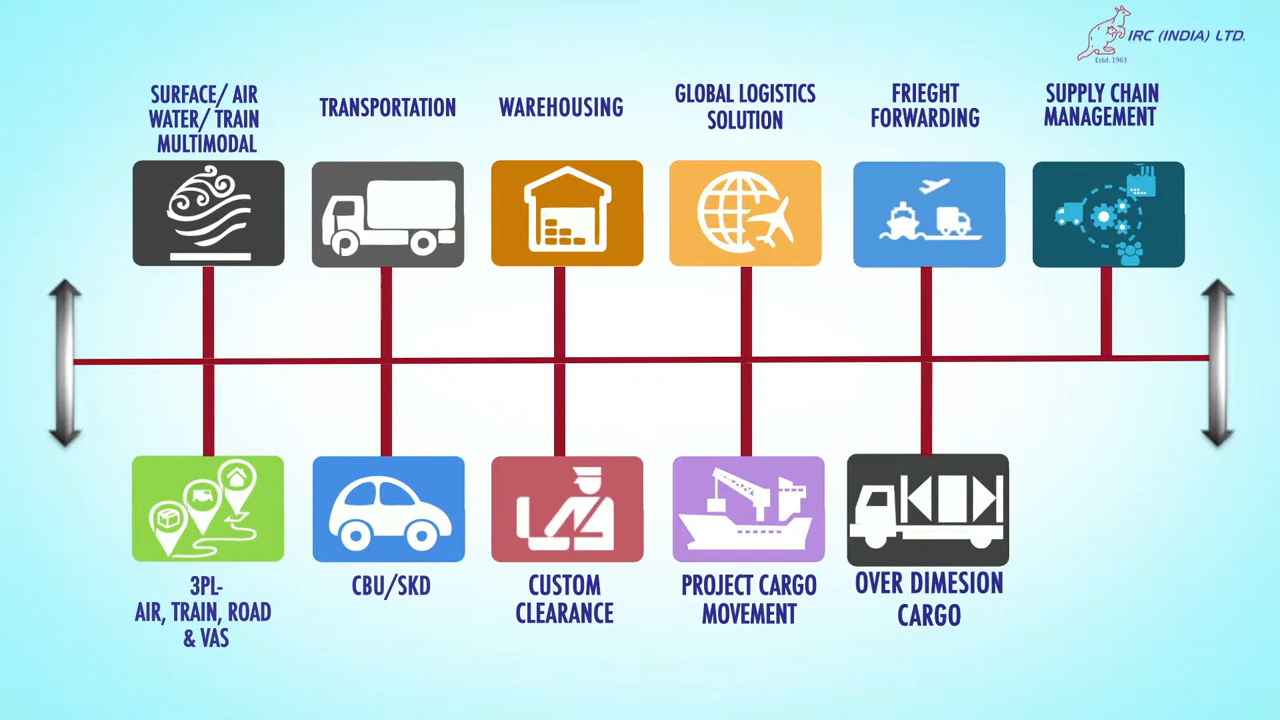 IRC (INDIA) LTD.
Estd. 1963
SURFACE/ AIR
WATER/ TRAIN
MULTIMODAL
TRANSPORTATION
WAREHOUSING
GLOBAL LOGISTICS
SOLUTION
FRIEGHT
FORWARDING
SUPPLY CHAIN
MANAGEMENT
3PL-
AIR, TRAIN, ROAD
& VAS
CBU/SKD
CUSTOM
CLEARANCE
PROJECT CARGO
MOVEMENT
OVER DIMESION
CARGO